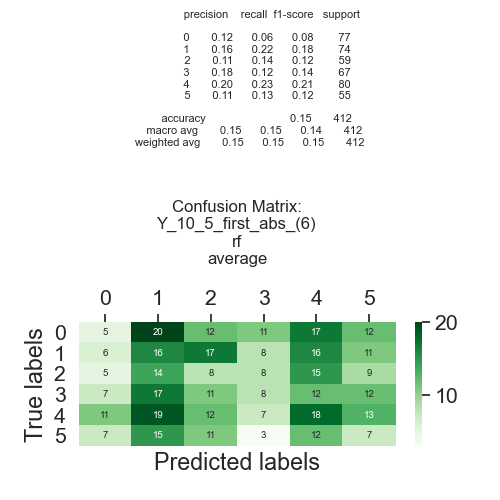 precision recall f1-score support
0 0.12 0.06 0.08 77
1 0.16 0.22 0.18 74
2 0.11 0.14 0.12 59
3 0.18 0.12 0.14 67
4 0.20 0.23 0.21 80
5 0.11 0.13 0.12 55
accuracy 0.15 412
macro avg 0.15 0.15 0.14 412
weighted avg 0.15 0.15 0.15 412
Confusion Matrix:
Y_10_5_first_abs_(6)
rf
average
0 1 2 3 4 5
0 5 20 12 11 17 12
1 6 16 17 8 16 11
2 5 14 8 8 15 9
3 7 17 11 8 12 12
4 11 19 12 7 18 13
5 7 15 11 3 12 7
True labels
Predicted labels
20
10